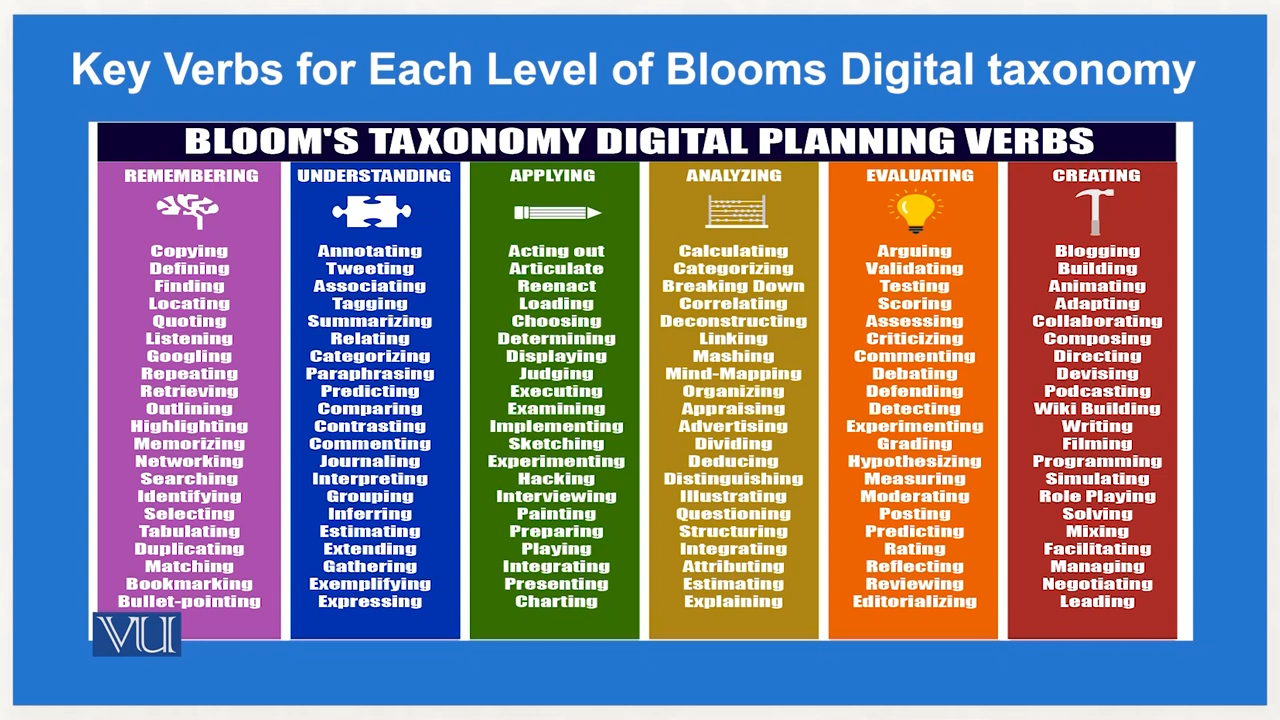 Key Verbs for Each Level of Blooms Digital taxonomy
BLOOM'S TAXONOMY DIGITAL PLANNING VERBS
REMEMBERING
Copying
Defining
Finding
Locating
Quoting
Listening
Googling
Repeating
Retrieving
Outlining
Highlighting
Memorizing
Networking
Searching
Identifying
Selecting
Tabulating
Duplicating
Matching
Bookmarking
Bullet-pointing
UNDERSTANDING
Annotating
Tweeting
Associating
Tagging
Summarizing
Relating
Categorizing
Paraphrasing
Predicting
Comparing
Contrasting
Commenting
Journaling
Interpreting
Grouping
Inferring
Estimating
Extending
Gathering
Exemplifying
Expressing
APPLYING
Acting out
Articulate
Reenact
Loading
Choosing
Determining
Displaying
Judging
Executing
Examining
Implementing
Sketching
Experimenting
Hacking
Interviewing
Painting
Preparing
Playing
Integrating
Presenting
Charting
ANALYZING
Calculating
Categorizing
Breaking Down
Correlating
Deconstructing
Linking
Mashing
Mind-Mapping
Organizing
Appraising
Advertising
Dividing
Deducing
Distinguishing
Illustrating
Questioning
Structuring
Integrating
Attributing
Estimating
Explaining
EVALUATING
Arguing
Validating
Testing
Scoring
Assessing
Criticizing
Commenting
Debating
Defending
Detecting
Experimenting
Grading
Hypothesizing
Measuring
Moderating
Posting
Predicting
Rating
Reflecting
Reviewing
Editorializing
CREATING
Blogging
Building
Animating
Adapting
Collaborating
Composing
Directing
Devising
Podcasting
Wiki Building
Writing
Filming
Programming
Simulating
Role Playing
Solving
Mixing
Facilitating
Managing
Negotiating
Leading
VU